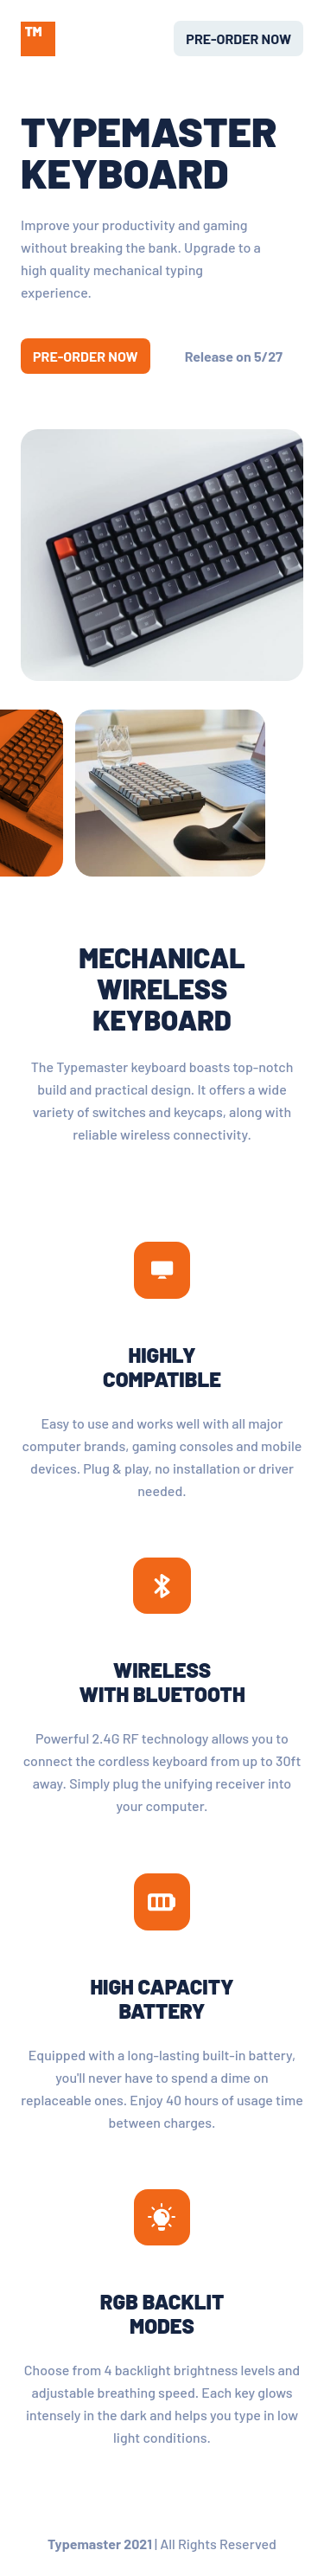 TM
PRE-ORDER NOW
TYPEMASTER
KEYBOARD
Improve your productivity and gaming
without breaking the bank. Upgrade to a
high quality mechanical typing
experience.
PRE-ORDER NOW
Release on 5/27
MECHANICAL
WIRELESS
KEYBOARD
The Typemaster keyboard boasts top-notch
build and practical design. It offers a wide
variety of switches and keycaps, along with
reliable wireless connectivity.
HIGHLY
COMPATIBLE
Easy to use and works well with all major
computer brands, gaming consoles and mobile
devices. Plug & play, no installation or driver
needed.
WIRELESS
WITH BLUETOOTH
Powerful 2.4G RF technology allows you to
connect the cordless keyboard from up to 30ft
away. Simply plug the unifying receiver into
your computer.
HIGH CAPACITY
BATTERY
Equipped with a long-lasting built-in battery,
you'll never have to spend a dime on
replaceable ones. Enjoy 40 hours of usage time
between charges.
RGB BACKLIT
MODES
Choose from 4 backlight brightness levels and
adjustable breathing speed. Each key glows
intensely in the dark and helps you type in low
light conditions.
Typemaster 2021 | All Rights Reserved